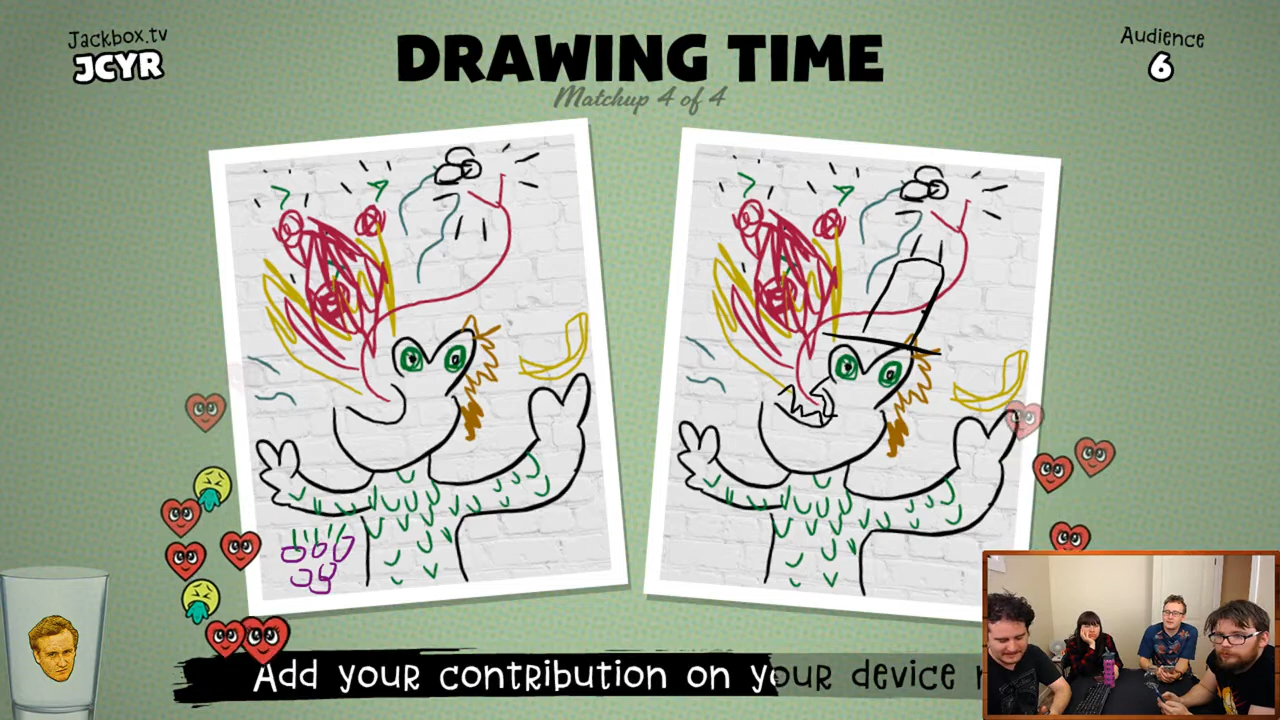 Jackbox.tv
JCYR
DRAWING TIME
Matchup 4 of 4
Audience
6
Add your contribution on your device